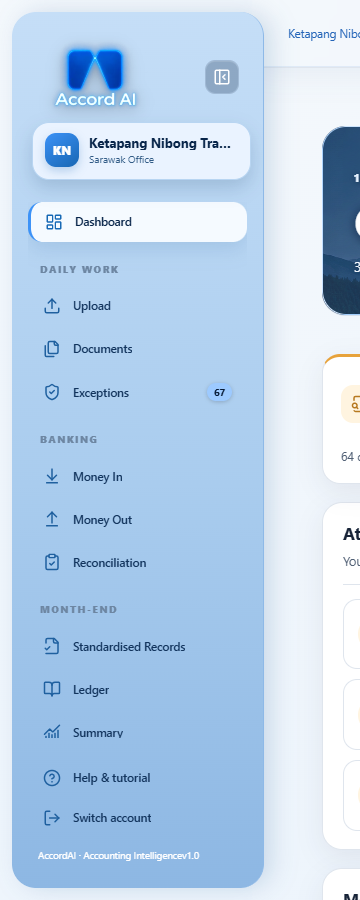 Accord AI
KN
Ketapang Nibong Tra...
Sarawak Office
Dashboard
DAILY WORK
Upload
Documents
Exceptions
67
BANKING
Money In
Money Out
Reconciliation
MONTH-END
Standardised Records
Ledger
Summary
Help & tutorial
Switch account
AccordAI · Accounting Intelligencev1.0
Ketapang Nibo
1
3
64
At
You